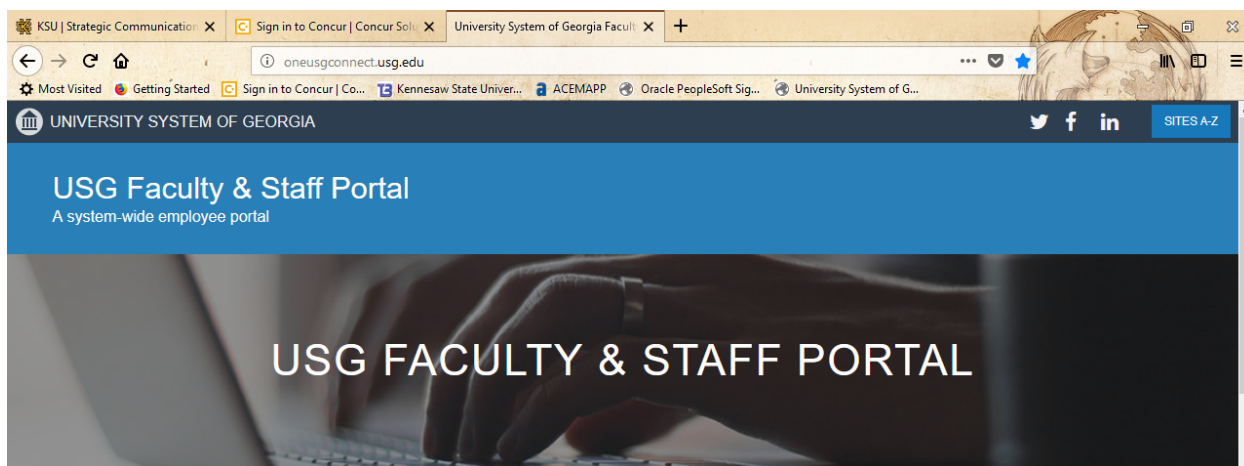 KSU | Strategic Communication
Sign in to Concur | Concur Solu
University System of Georgia Facult
oneusgconnect.usg.edu
Most Visited Getting Started Sign in to Concur | Co... Kennesaw State Univer... ACEMAPP Oracle PeopleSoft Sig... University System of G...
UNIVERSITY SYSTEM OF GEORGIA
SITES A-Z
USG Faculty & Staff Portal
A system-wide employee portal
USG FACULTY & STAFF PORTAL